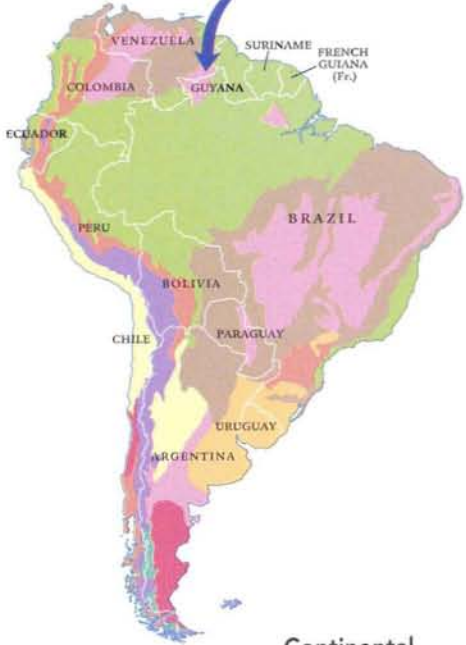 VENEZUELA
SURINAME
FRENCH
GUIANA
(Fr.)
COLOMBIA
GUYANA
ECUADOR
BRAZIL
PERU
BOLIVIA
CHILE
PARAGUAY
URUGUAY
ARGENTINA
Continental